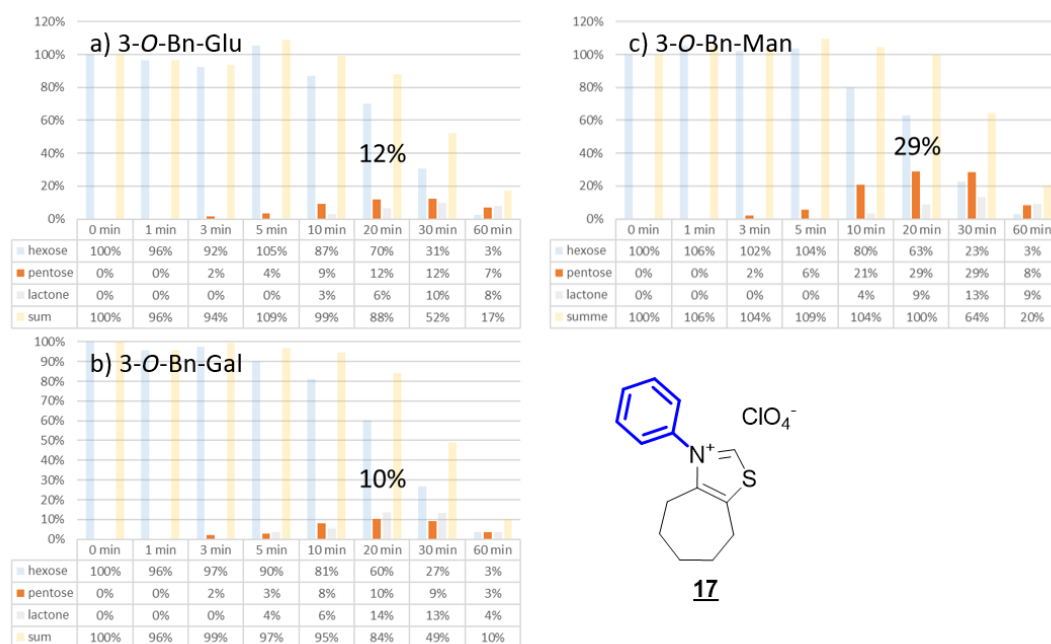 a) 3-O-Bn-Glu
120%
100%
80%
60%
40%
20%
0%
12%
0 min 1 min 3 min 5 min 10 min 20 min 30 min 60 min
hexose 100% 96% 92% 105% 87% 70% 31% 3%
pentose 0% 0% 2% 4% 9% 12% 12% 7%
lactone 0% 0% 0% 0% 3% 6% 10% 8%
sum 100% 96% 94% 109% 99% 88% 52% 17%
b) 3-O-Bn-Gal
100%
90%
80%
70%
60%
50%
40%
30%
20%
10%
0%
10%
0 min 1 min 3 min 5 min 10 min 20 min 30 min 60 min
hexose 100% 96% 97% 90% 81% 60% 27% 3%
pentose 0% 0% 2% 3% 8% 10% 9% 3%
lactone 0% 0% 0% 4% 6% 14% 13% 4%
sum 100% 96% 99% 97% 95% 84% 49% 10%
c) 3-O-Bn-Man
120%
100%
80%
60%
40%
20%
0%
29%
0 min 1 min 3 min 5 min 10 min 20 min 30 min 60 min
hexose 100% 106% 102% 104% 80% 63% 23% 3%
pentose 0% 0% 2% 6% 21% 29% 29% 8%
lactone 0% 0% 0% 0% 4% 9% 13% 9%
summe 100% 106% 104% 109% 104% 100% 64% 20%
ClO₄⁻
N⁺
S
17